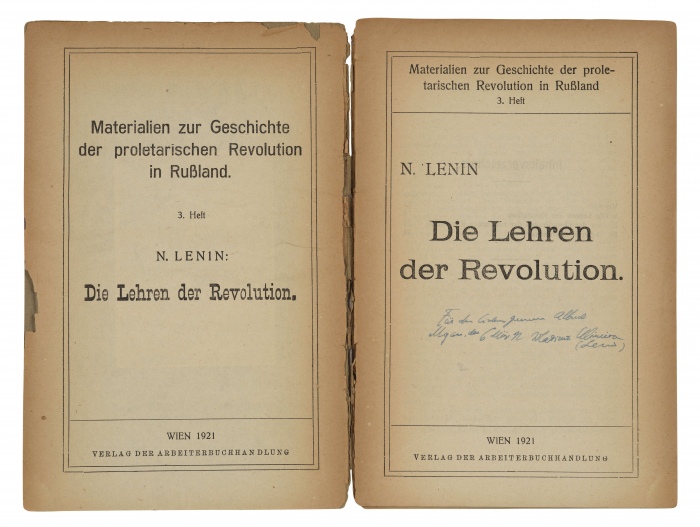 Materialien zur Geschichte
der proletarischen Revolution
in Rußland.
3. Heft
N. LENIN:
Die Lehren der Revolution.
WIEN 1921
VERLAG DER ARBEITERBUCHHANDLUNG
Materialien zur Geschichte der prole-
tarischen Revolution in Rußland
3. Heft
N. LENIN
Die Lehren
der Revolution.
(Lenin)
WIEN 1921
VERLAG DER ARBEITERBUCHHANDLUNG